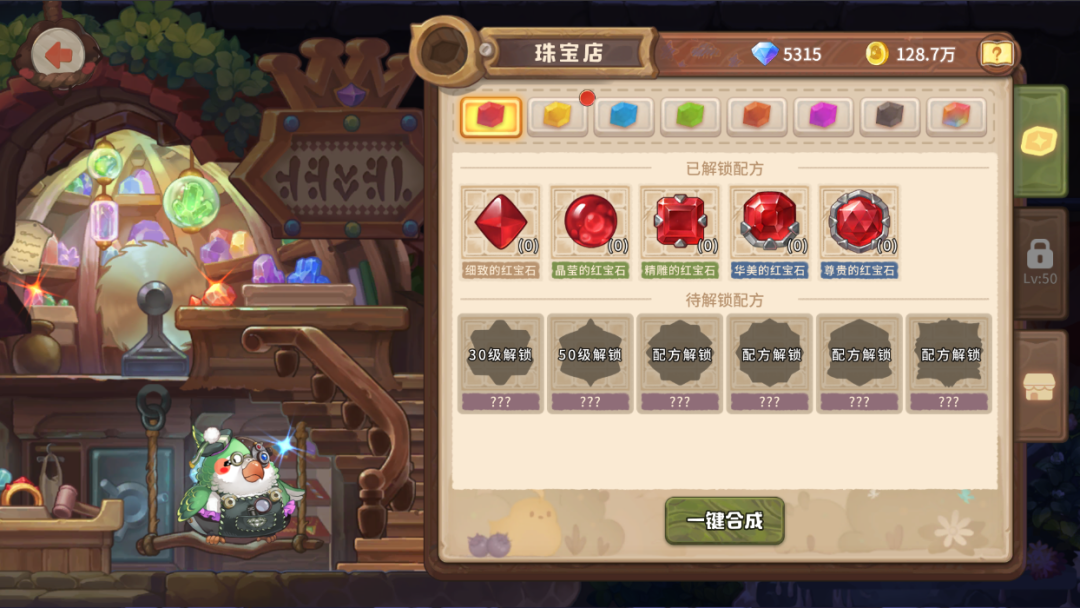 珠宝店
5315
128.7万
?
已解锁配方
(0)
(0)
(0)
(0)
(0)
细致的红宝石
晶莹的红宝石
精雕的红宝石
华美的红宝石
尊贵的红宝石
Lv:50
待解锁配方
30级解锁
50级解锁
配方解锁
配方解锁
配方解锁
配方解锁
???
???
???
???
???
???
一键合成